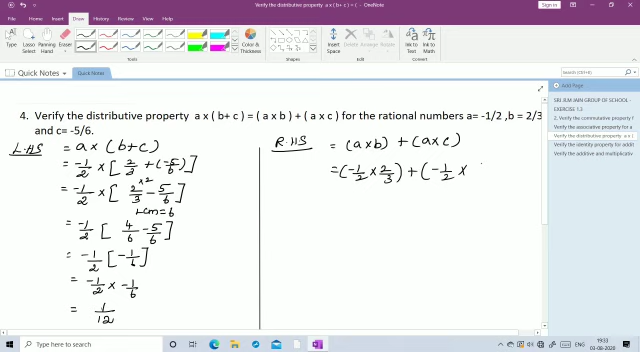 Verify the distributive property a x ( b+ c) = ( - OneNote
Sign in
File Home Insert Draw History Review View Help
Type
Lasso Select
Panning Hand
Eraser
Color & Thickness
Shapes
Arrange
Rotate
Ink to Text
Ink to Math
Tools
Shapes
Edit
Convert
Quick Notes
Quick Notes
Search (Ctrl+E)
Add Page
SRI JLM JAIN GROUP OF SCHOOL -
EXERCISE 1.3
Verify the commutative property f
Verify the associative property for a
Verify the distributive property a x
Verify the identity property for addit
Verify the additive and multiplicativ
4. Verify the distributive property a x ( b+ c) = ( a x b) + ( a x c) for the rational numbers a= -1/2 ,b = 2/3
and c= -5/6.
L.HS = a × (b+c)
= -1/2 × [ 2/3 + (-5/6) ]
= -1/2 × [ 2/3 ×2 - 5/6 ]
LCM = 6
= -1/2 [ 4/6 - 5/6 ]
= -1/2 [ -1/6 ]
= -1/2 × -1/6
= 1/12
R.HS = (a×b) + (a×c)
= (-1/2 × 2/3) + (-1/2 ×
Type here to search
ENG
19:33
03-08-2020